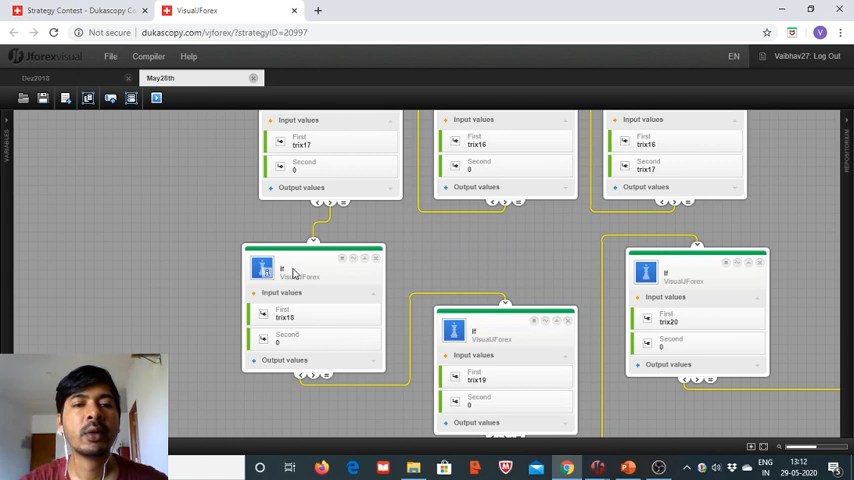 Strategy Contest - Dukascopy Ba
VisualJForex
Not secure
dukascopy.com/vjforex/?strategyID=20997
V
Jforexvisual
File
Compiler
Help
EN
Vaibhav27: Log Out
Dez2018
May28th
VARIABLES
REPOSITORIUM
Input values
First
trix17
Second
0
Output values
Input values
First
trix16
Second
0
Output values
Input values
First
trix16
Second
trix17
Output values
If
VisualJForex
Input values
First
trix18
Second
0
Output values
If
VisualJForex
Input values
First
trix19
Second
0
Output values
If
VisualJForex
Input values
First
trix20
Second
0
Output values
ENG
IN
13:12
29-05-2020